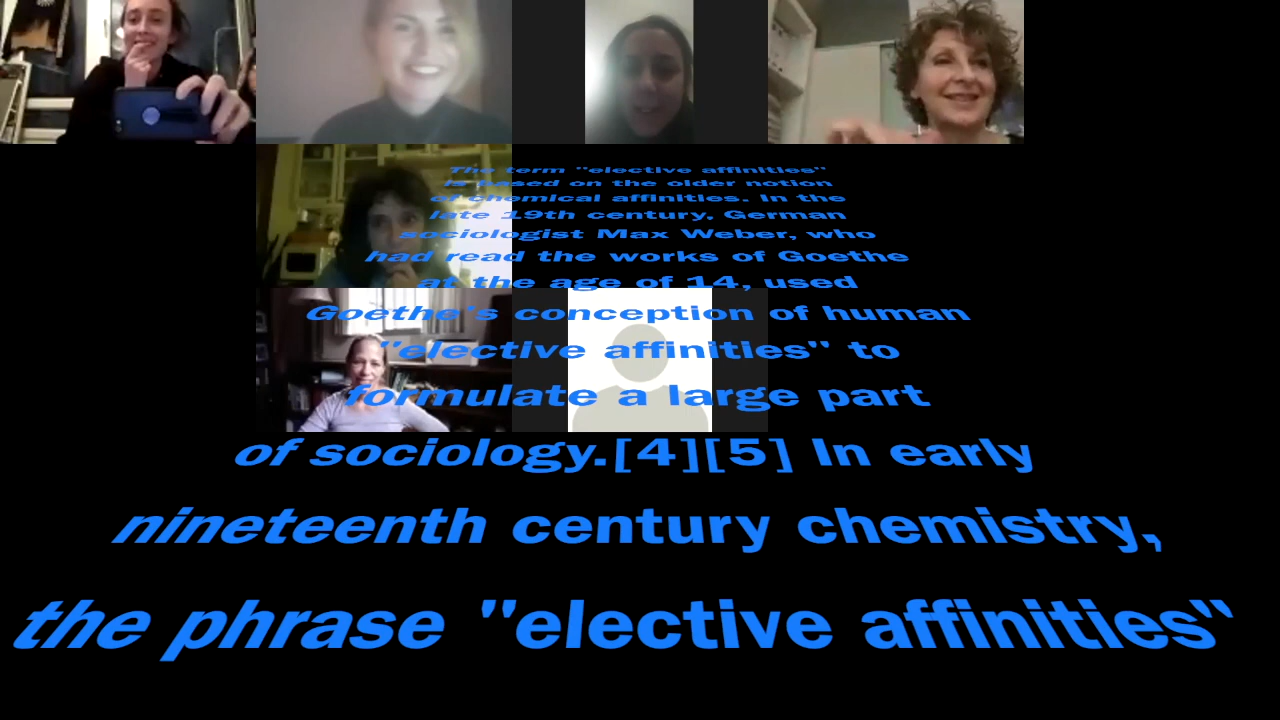 The term "elective affinities"
is based on the older notion
of chemical affinities. In the
late 19th century, German
sociologist Max Weber, who
had read the works of Goethe
at the age of 14, used
Goethe's conception of human
"elective affinities" to
formulate a large part
of sociology.[4][5] In early
nineteenth century chemistry,
the phrase "elective affinities"